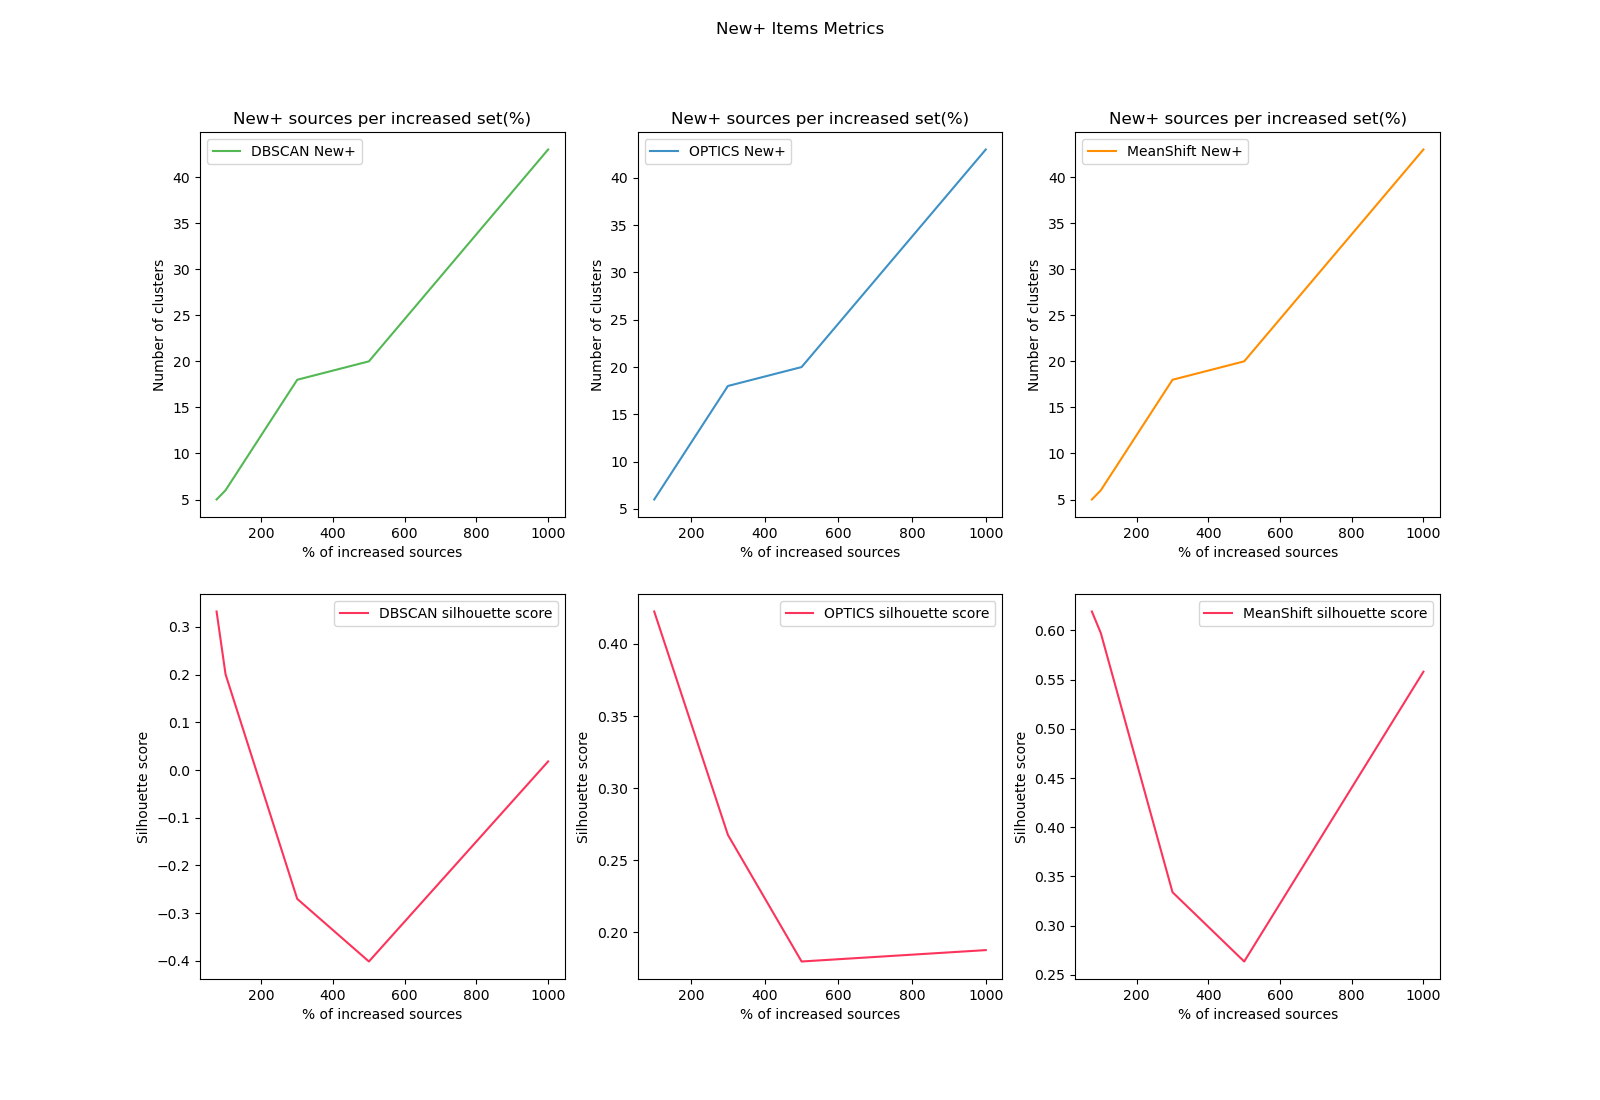 New+ Items Metrics
New+ sources per increased set(%)
DBSCAN New+
Number of clusters
40
35
30
25
20
15
10
5
200 400 600 800 1000
% of increased sources
New+ sources per increased set(%)
OPTICS New+
Number of clusters
40
35
30
25
20
15
10
5
200 400 600 800 1000
% of increased sources
New+ sources per increased set(%)
MeanShift New+
Number of clusters
40
35
30
25
20
15
10
5
200 400 600 800 1000
% of increased sources
DBSCAN silhouette score
Silhouette score
0.3
0.2
0.1
0.0
−0.1
−0.2
−0.3
−0.4
200 400 600 800 1000
% of increased sources
OPTICS silhouette score
Silhouette score
0.40
0.35
0.30
0.25
0.20
200 400 600 800 1000
% of increased sources
MeanShift silhouette score
Silhouette score
0.60
0.55
0.50
0.45
0.40
0.35
0.30
0.25
200 400 600 800 1000
% of increased sources